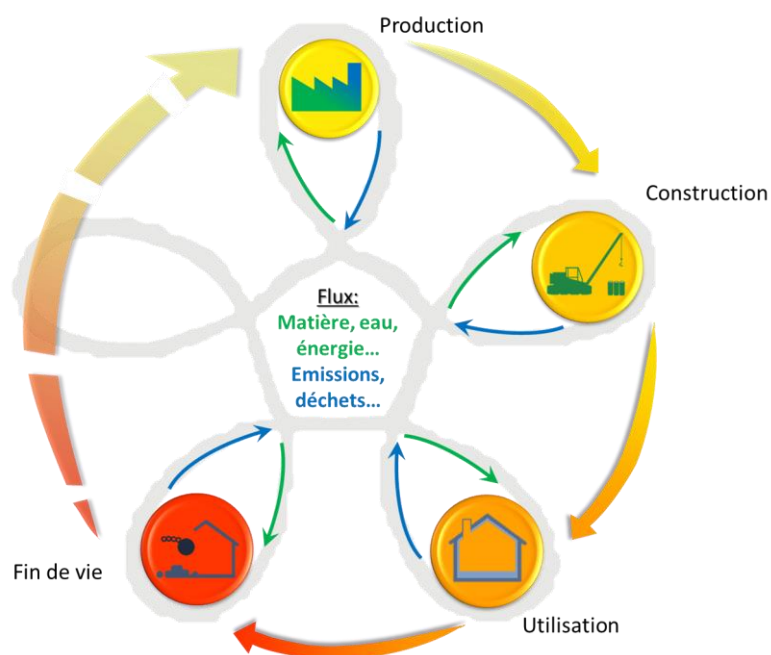 Production
Construction
Flux:
Matière, eau,
énergie...
Emissions,
déchets...
Fin de vie
Utilisation